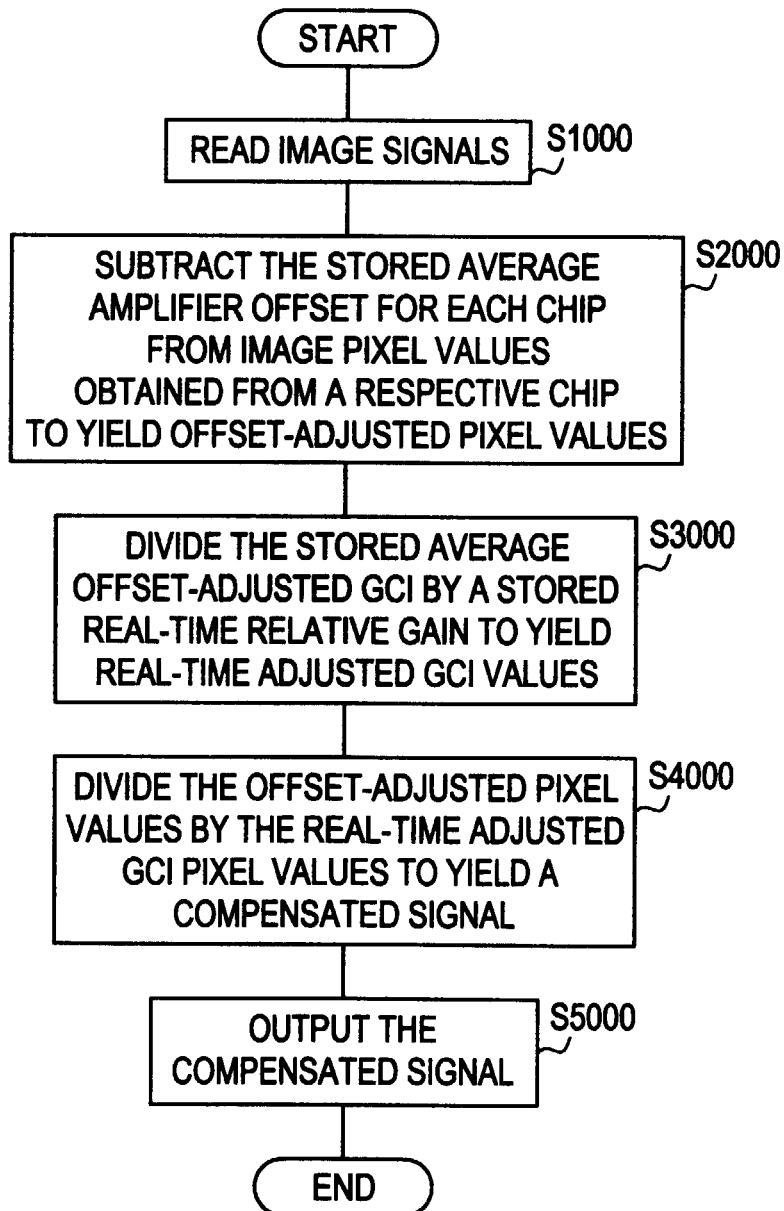 START
READ IMAGE SIGNALS
S1000
SUBTRACT THE STORED AVERAGE
AMPLIFIER OFFSET FOR EACH CHIP
FROM IMAGE PIXEL VALUES
OBTAINED FROM A RESPECTIVE CHIP
TO YIELD OFFSET-ADJUSTED PIXEL VALUES
S2000
DIVIDE THE STORED AVERAGE
OFFSET-ADJUSTED GCI BY A STORED
REAL-TIME RELATIVE GAIN TO YIELD
REAL-TIME ADJUSTED GCI VALUES
S3000
DIVIDE THE OFFSET-ADJUSTED PIXEL
VALUES BY THE REAL-TIME ADJUSTED
GCI PIXEL VALUES TO YIELD A
COMPENSATED SIGNAL
S4000
OUTPUT THE
COMPENSATED SIGNAL
S5000
END